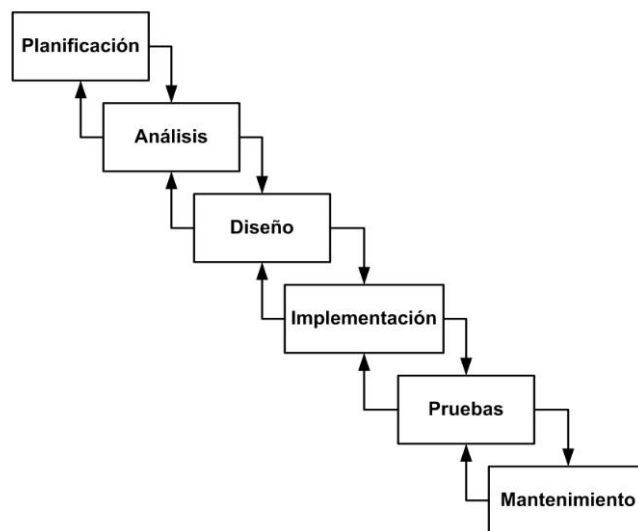 Planificación
Análisis
Diseño
Implementación
Pruebas
Mantenimiento